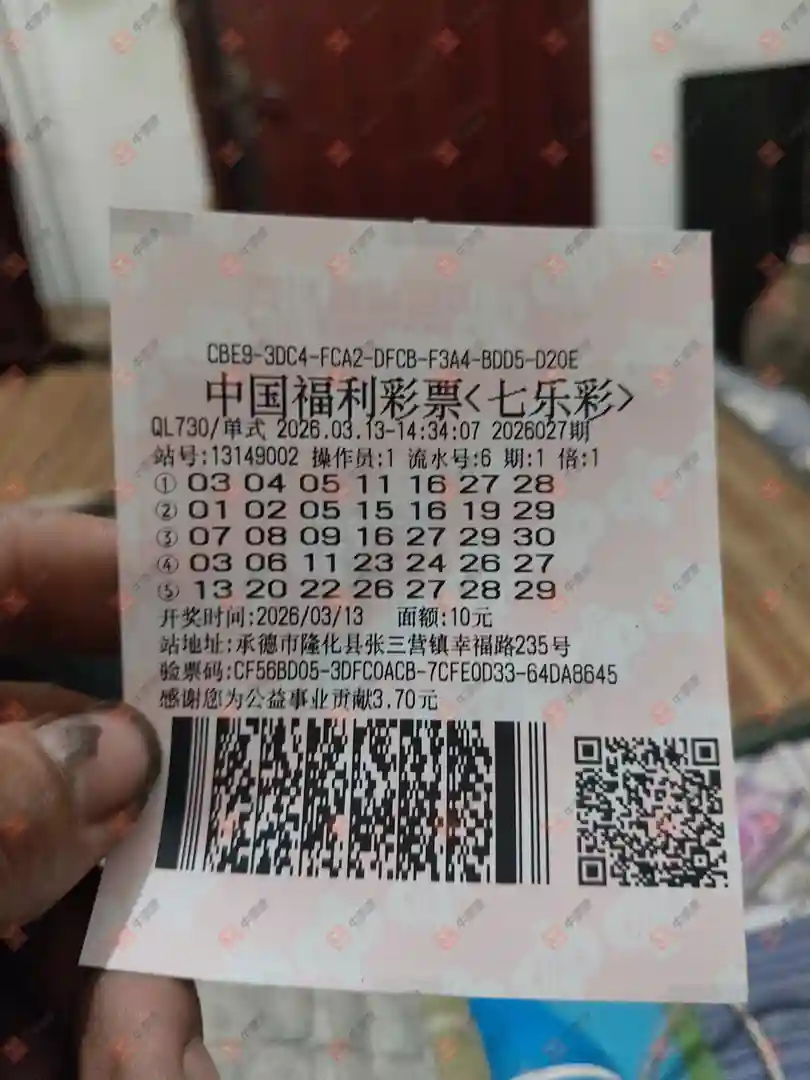 CBE9-3DC4-FCA2-DFCB-F3A4-BDD5-D20E
中国福利彩票<七乐彩>
QL730/单式 2026.03.13-14:34:07 2026027期
站号:13149002 操作员:1 流水号:6 期:1 倍:1
① 03 04 05 11 16 27 28
② 01 02 05 15 16 19 29
③ 07 08 09 16 27 29 30
④ 03 06 11 23 24 26 27
⑤ 13 20 22 26 27 28 29
开奖时间:2026/03/13 面额:10元
站地址:承德市隆化县张三营镇幸福路235号
验票码:CF56BD05-3DFC0ACB-7CFE0D33-64DA8645
感谢您为公益事业贡献3.70元